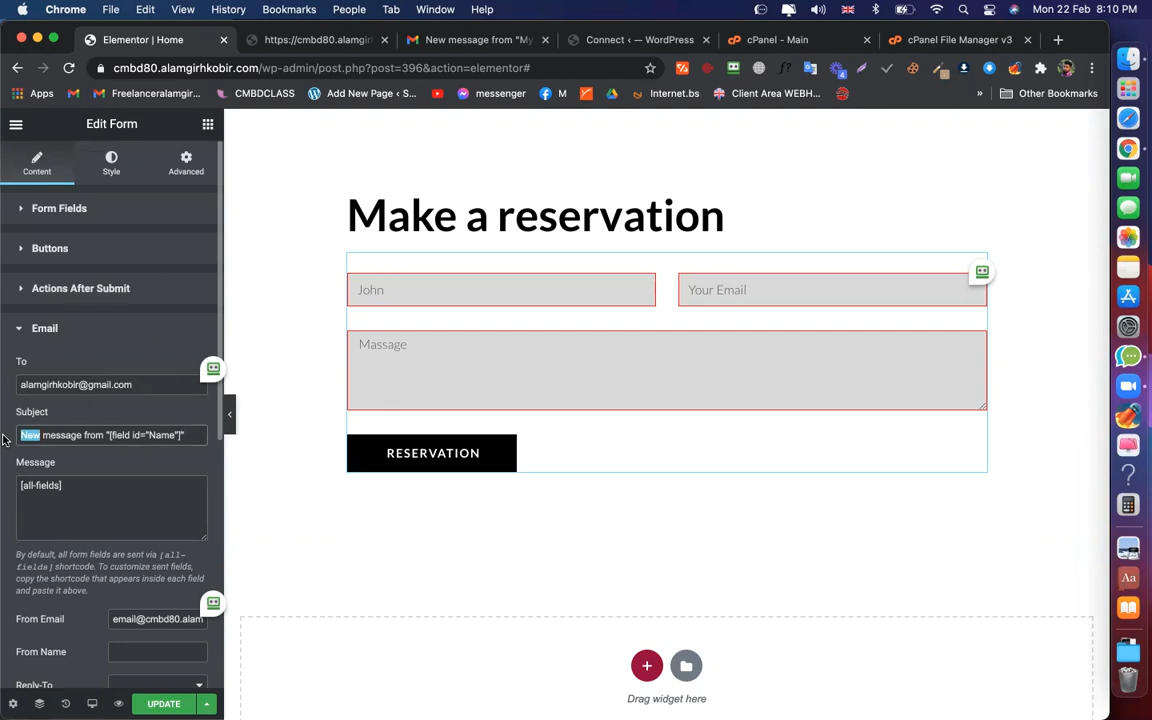 Chrome File Edit View History Bookmarks People Tab Window Help Mon 22 Feb 8:10 PM
Elementor | Home https://cmbd80.alamgir New message from "My Connect ‹ — WordPress cPanel - Main cPanel File Manager v3
cmbd80.alamgirhkobir.com/wp-admin/post.php?post=396&action=elementor#
Apps Freelanceralamgir... CMBDCLASS Add New Page ‹ S... messenger M Internet.bs Client Area WEBH... » Other Bookmarks
Edit Form
Content Style Advanced
Form Fields
Buttons
Actions After Submit
Email
To
alamgirhkobir@gmail.com
Subject
New message from "[field id="Name"]"
Message
[all-fields]
By default, all form fields are sent via [all-
fields] shortcode. To customize sent fields,
copy the shortcode that appears inside each field
and paste it above.
From Email email@cmbd80.alam
From Name
Reply-To
UPDATE
Make a reservation
John Your Email
Massage
RESERVATION
Drag widget here
Aa